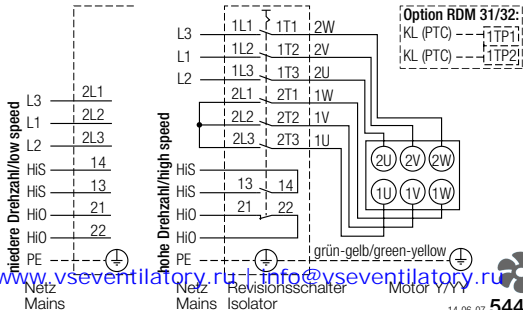 Option RDM 31/32:
KL (PTC) 1TP1
KL (PTC) 1TP2
niedere Drehzahl/low speed
L3 2L1
L1 2L2
L2 2L3
HiS 14
HiS 13
HiO 21
HiO 22
PE
Netz
Mains
hohe Drehzahl/high speed
L3 1L1 1T1 2W
L1 1L2 1T2 2V
L2 1L3 1T3 2U
2L1 2T1 1W
2L2 2T2 1V
2L3 2T3 1U
HiS
HiS 13 14
HiO 21 22
HiO
PE
grün-gelb/green-yellow
2U 2V 2W
1U 1V 1W
Netz Revisionsschalter Motor Y/YY
Mains Isolator
www.vseventilatory.ru | info@vseventilatory.ru
14.06.07 544